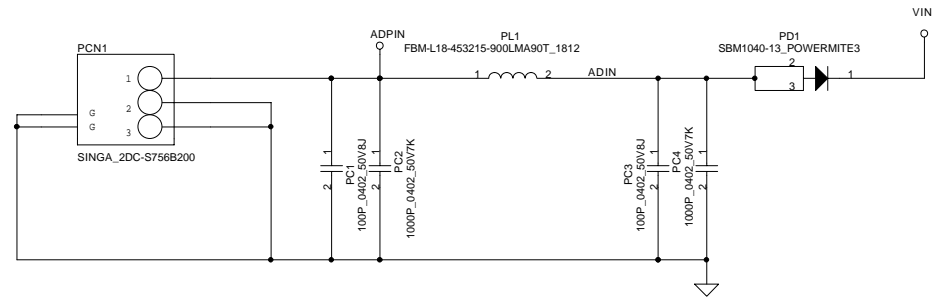 VIN
ADPIN
PL1
FBM-L18-453215-900LMA90T_1812
PD1
SBM1040-13_POWERMITE3
PCN1
1
2
3
G
G
SINGA_2DC-S756B200
1
2
ADIN
2
3
1
1
2
PC1
100P_0402_50V8J
1
2
PC2
1000P_0402_50V7K
1
2
PC3
100P_0402_50V8J
1
2
PC4
1000P_0402_50V7K